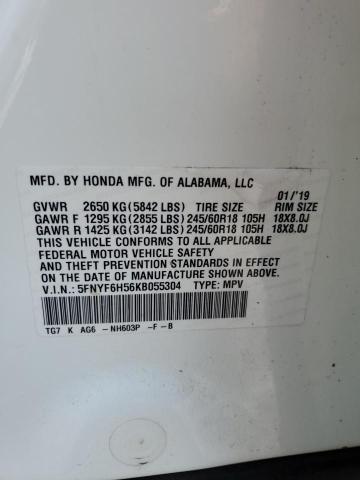 MFD. BY HONDA MFG. OF ALABAMA, LLC
01/'19
GVWR 2650 KG (5842 LBS) TIRE SIZE RIM SIZE
GAWR F 1295 KG (2855 LBS) 245/60R18 105H 18X8.0J
GAWR R 1425 KG (3142 LBS) 245/60R18 105H 18X8.0J
THIS VEHICLE CONFORMS TO ALL APPLICABLE
FEDERAL MOTOR VEHICLE SAFETY
AND THEFT PREVENTION STANDARDS IN EFFECT
ON THE DATE OF MANUFACTURE SHOWN ABOVE.
V.I.N.: 5FNYF6H56KB055304 TYPE: MPV
TG7 K AG6 -NH603P -F -B